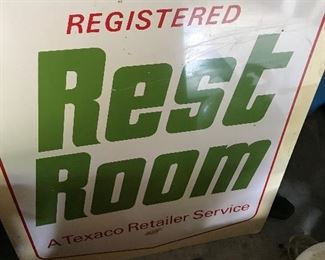 REGISTERED
Rest
Room
A Texaco Retailer Service